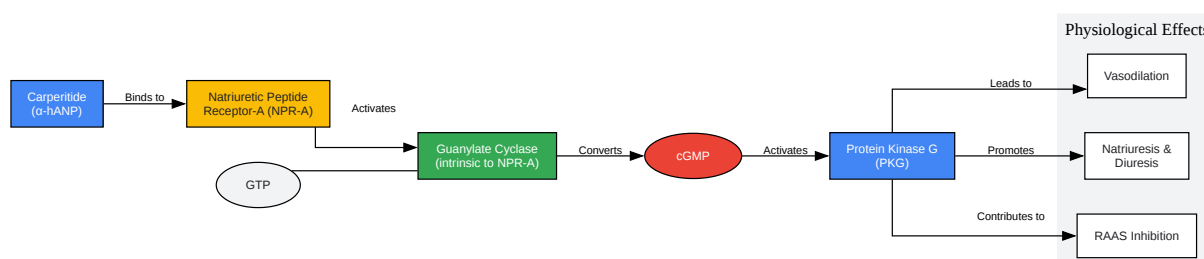 Physiological Effects
Carperitide
(α-hANP)
Binds to
Natriuretic Peptide
Receptor-A (NPR-A)
Activates
Guanylate Cyclase
(intrinsic to NPR-A)
GTP
Converts
cGMP
Activates
Protein Kinase G
(PKG)
Leads to
Vasodilation
Promotes
Natriuresis &
Diuresis
Contributes to
RAAS Inhibition